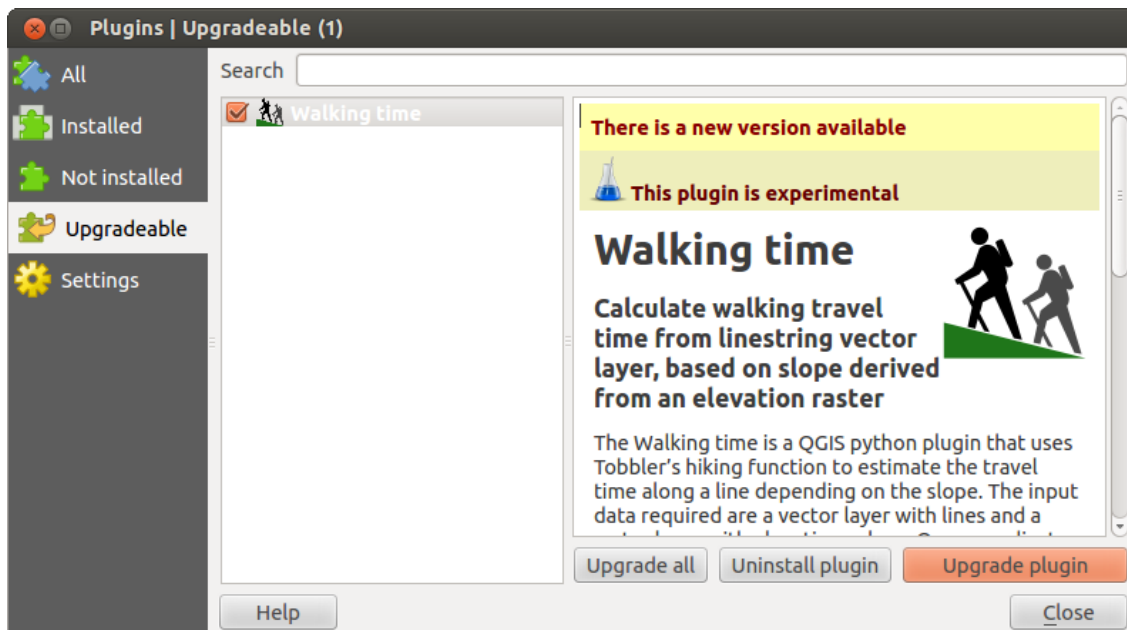 Plugins | Upgradeable (1)
All
Installed
Not installed
Upgradeable
Settings
Search
Walking time
There is a new version available
This plugin is experimental
Walking time
Calculate walking travel
time from linestring vector
layer, based on slope derived
from an elevation raster
The Walking time is a QGIS python plugin that uses
Tobbler's hiking function to estimate the travel
time along a line depending on the slope. The input
data required are a vector layer with lines and a
Upgrade all
Uninstall plugin
Upgrade plugin
Help
Close